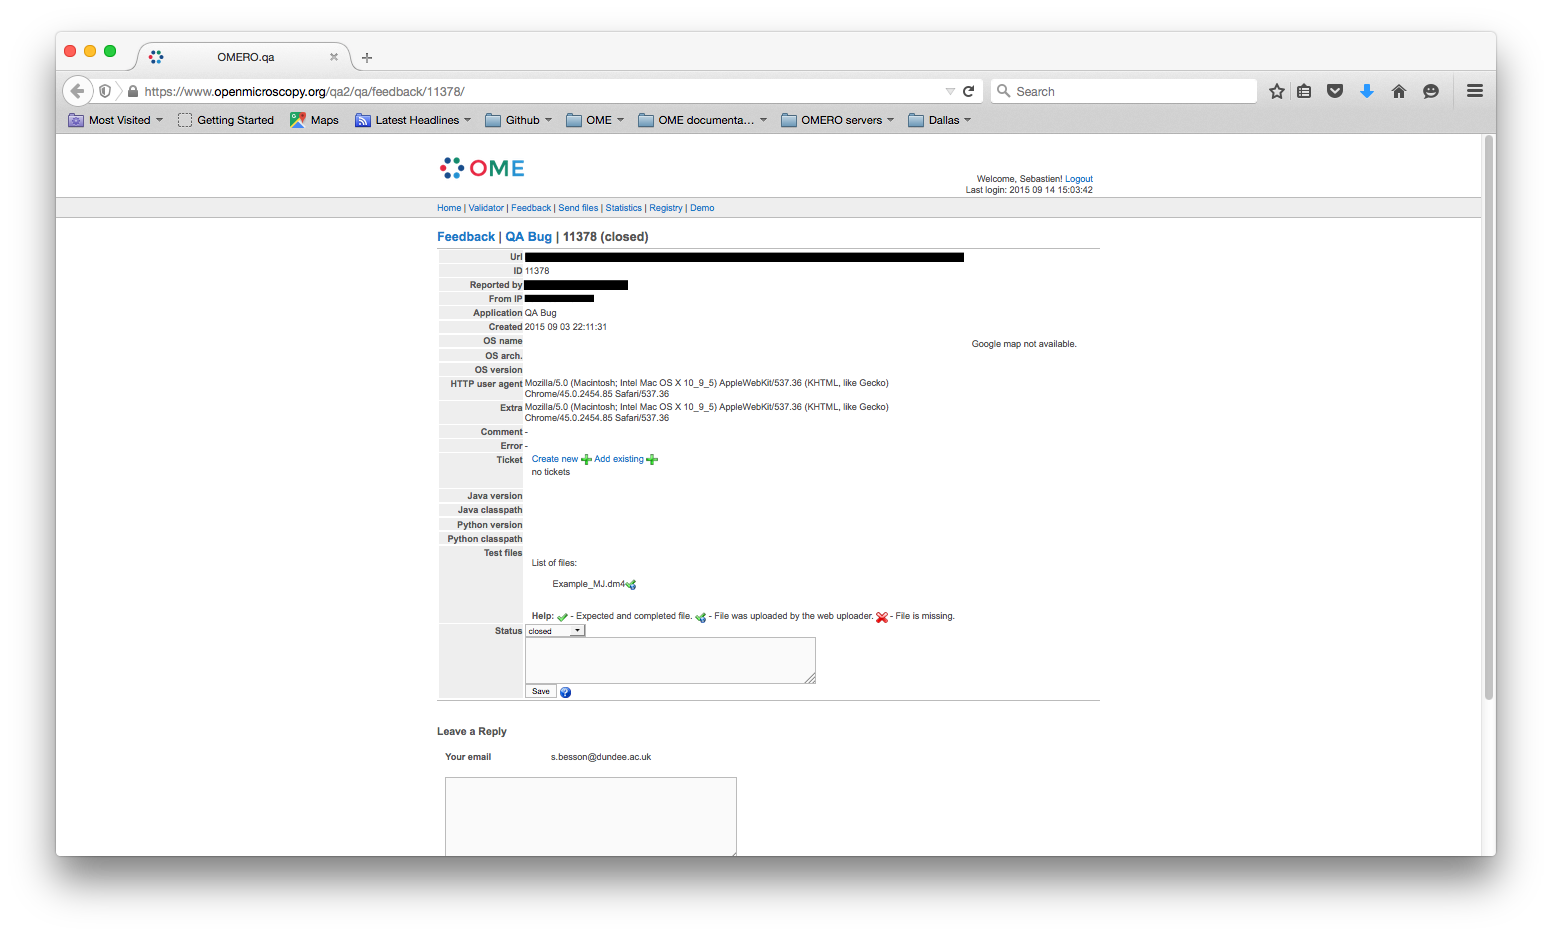 OMERO.qa
https://www.openmicroscopy.org/qa2/qa/feedback/11378/
Search
Most Visited Getting Started Maps Latest Headlines Github OME OME documenta... OMERO servers Dallas
OME
Welcome, Sebastien! Logout
Last login: 2015 09 14 15:03:42
Home | Validator | Feedback | Send files | Statistics | Registry | Demo
Feedback | QA Bug | 11378 (closed)
Url
ID 11378
Reported by
From IP
Application QA Bug
Created 2015 09 03 22:11:31
OS name
Google map not available.
OS arch.
OS version
HTTP user agent Mozilla/5.0 (Macintosh; Intel Mac OS X 10_9_5) AppleWebKit/537.36 (KHTML, like Gecko)
Chrome/45.0.2454.85 Safari/537.36
Extra Mozilla/5.0 (Macintosh; Intel Mac OS X 10_9_5) AppleWebKit/537.36 (KHTML, like Gecko)
Chrome/45.0.2454.85 Safari/537.36
Comment -
Error -
Ticket Create new Add existing
no tickets
Java version
Java classpath
Python version
Python classpath
Test files
List of files:
Example_MJ.dm4
Help: - Expected and completed file. - File was uploaded by the web uploader. - File is missing.
Status closed
Save ?
Leave a Reply
Your email s.besson@dundee.ac.uk